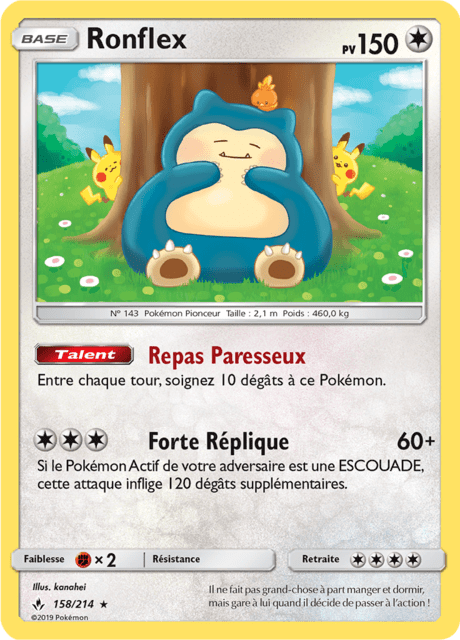 BASE Ronflex PV 150
N° 143 Pokémon Pionceur Taille : 2,1 m Poids : 460,0 kg
Talent Repas Paresseux
Entre chaque tour, soignez 10 dégâts à ce Pokémon.
Forte Réplique 60+
Si le Pokémon Actif de votre adversaire est une ESCOUADE,
cette attaque inflige 120 dégâts supplémentaires.
Faiblesse × 2 Résistance Retraite
Illus. kanahei
158/214 ★
©2019 Pokémon
Il ne fait pas grand-chose à part manger et dormir,
mais gare à lui quand il décide de passer à l'action !